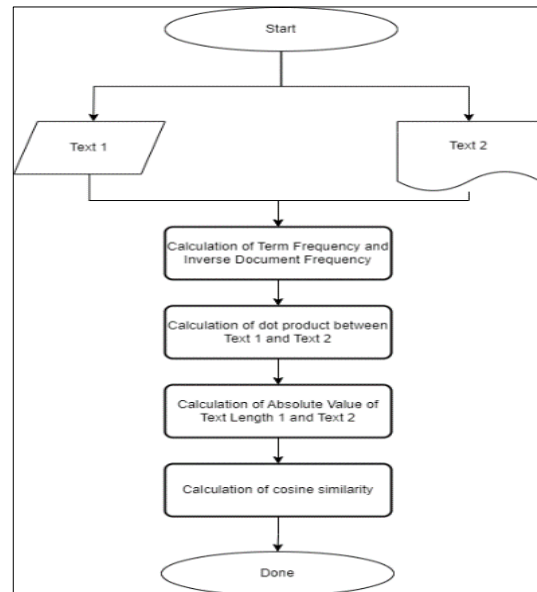 Start
Text 1
Text 2
Calculation of Term Frequency and
Inverse Document Frequency
Calculation of dot product between
Text 1 and Text 2
Calculation of Absolute Value of
Text Length 1 and Text 2
Calculation of cosine similarity
Done